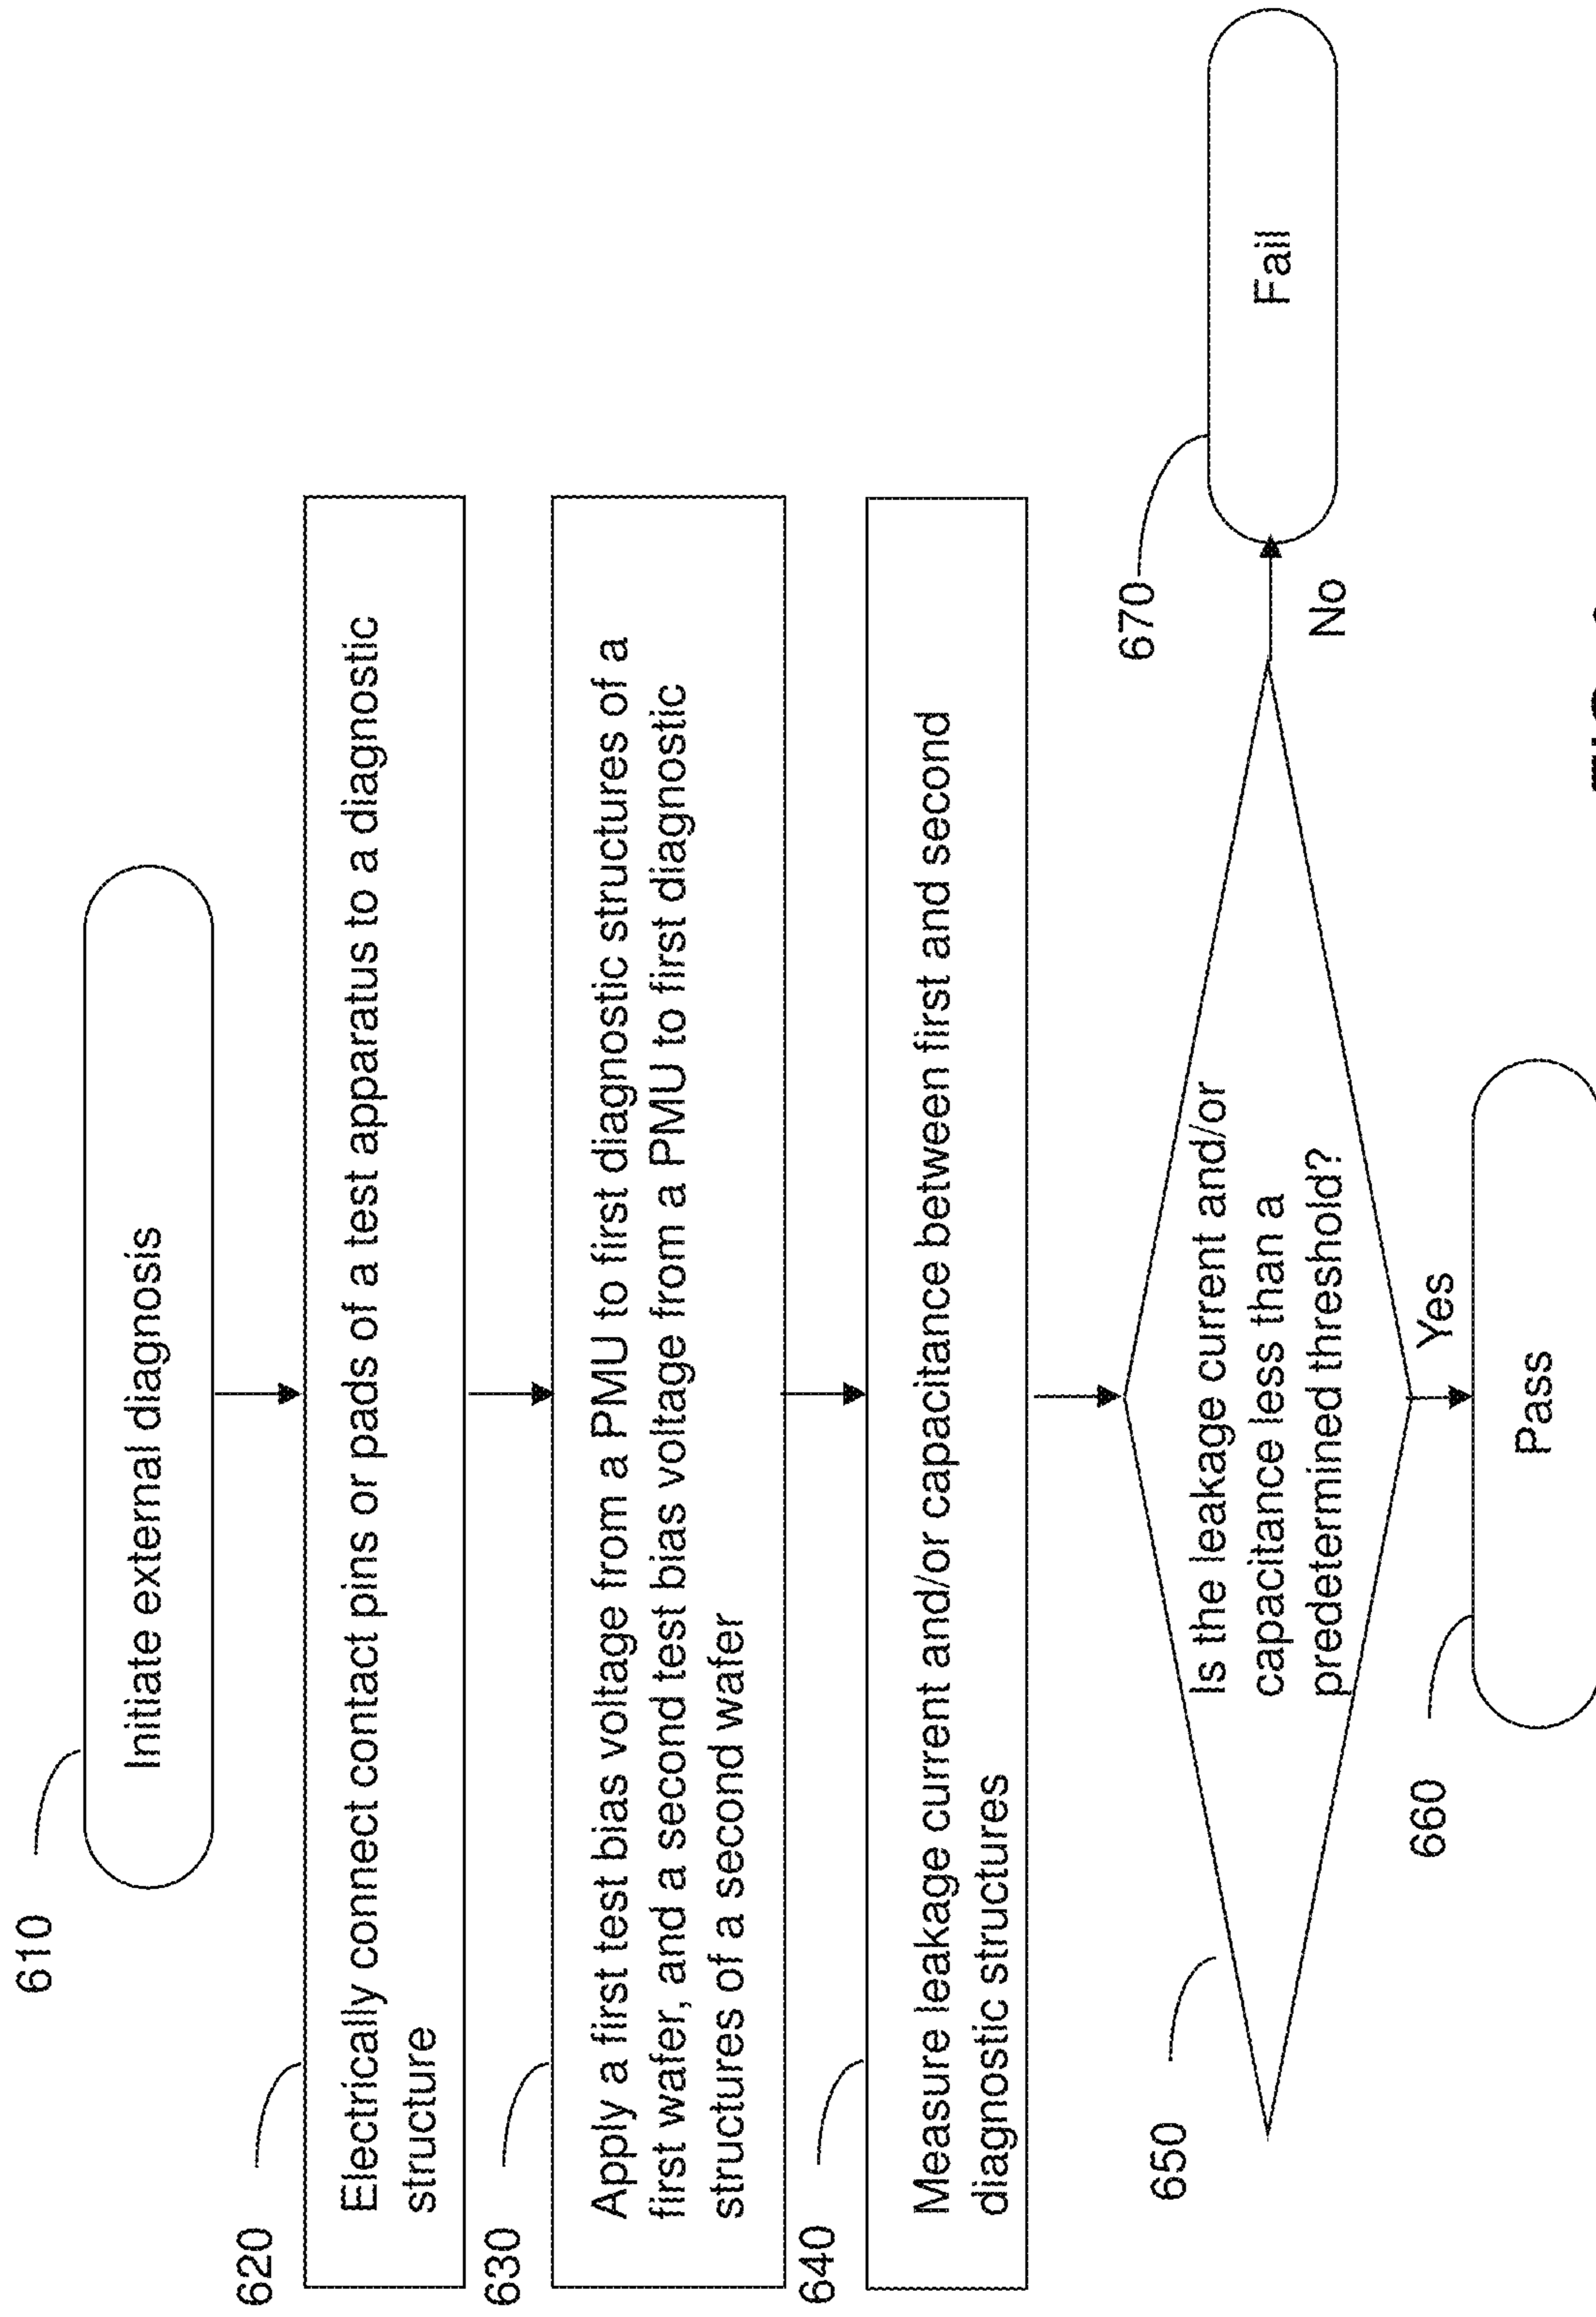 610
Initiate external diagnosis
620
Electrically connect contact pins or pads of a test apparatus to a diagnostic
structure
630
Apply a first test bias voltage from a PMU to first diagnostic structures of a
first wafer, and a second test bias voltage from a PMU to first diagnostic
structures of a second wafer
640
Measure leakage current and/or capacitance between first and second
diagnostic structures
650
Is the leakage current and/or
capacitance less than a
predetermined threshold?
670
No
Fail
Yes
660
Pass